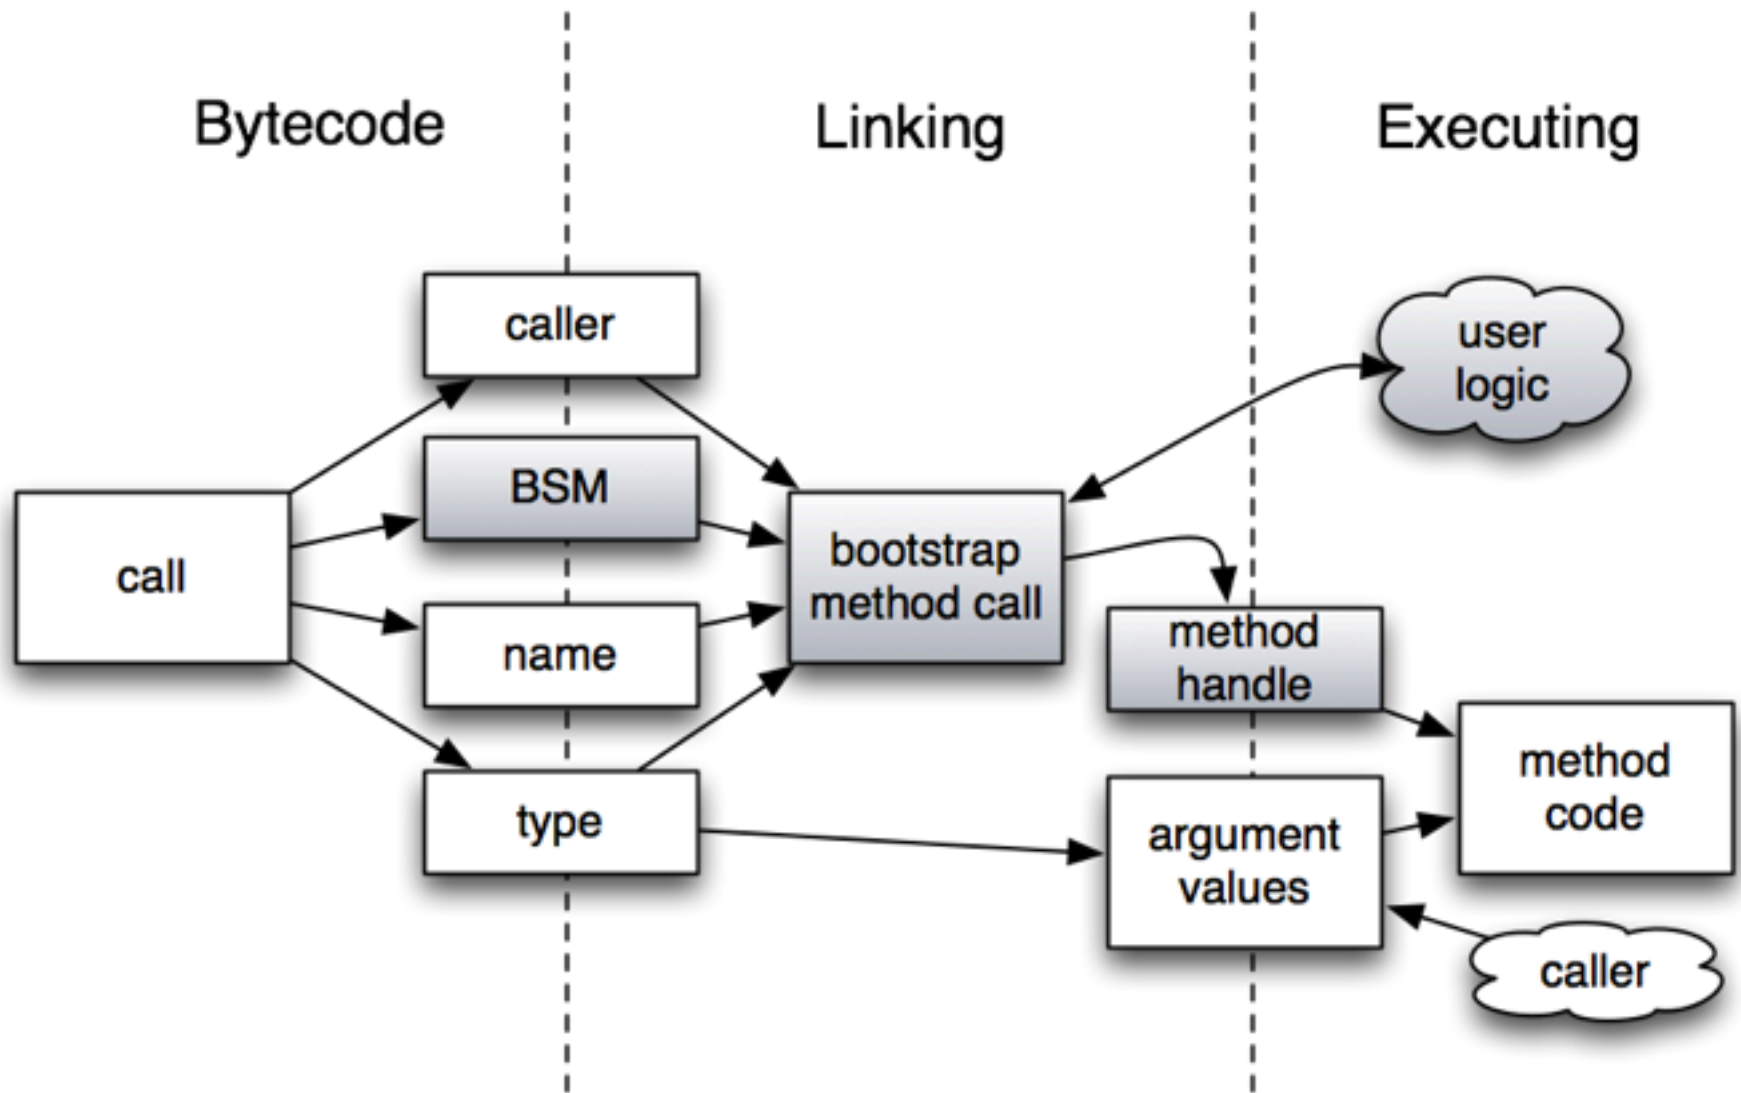 Bytecode
Linking
Executing
caller
user
logic
BSM
call
bootstrap
method call
name
method
handle
type
method
code
argument
values
caller